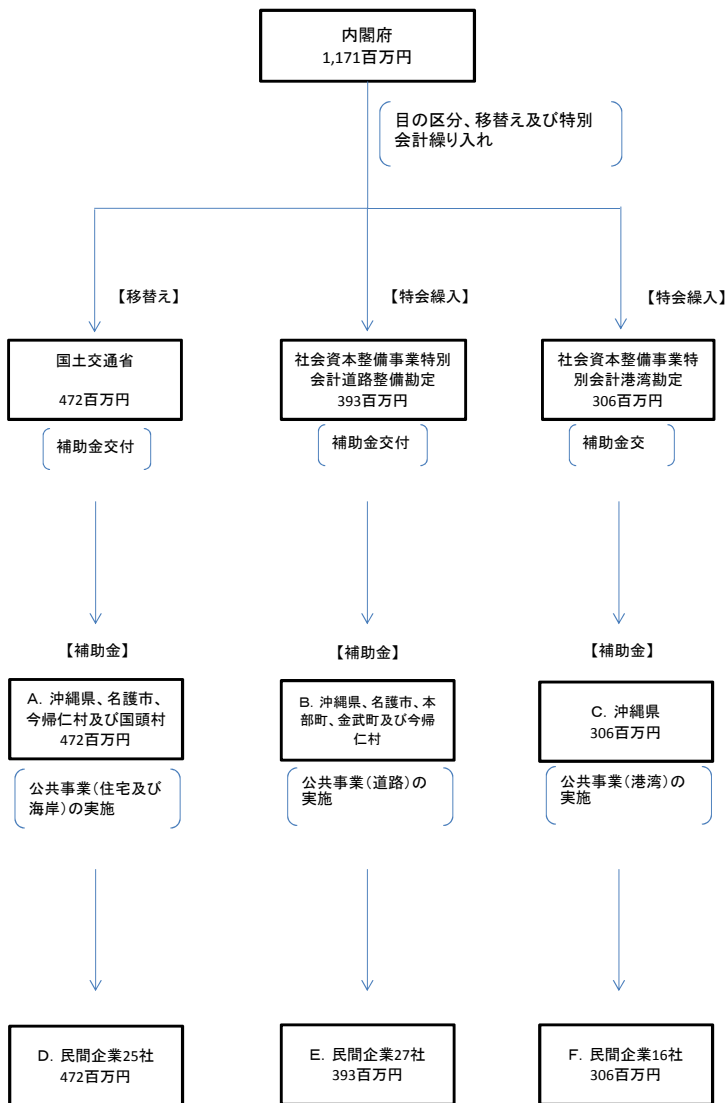 内閣府
1,171百万円
目の区分、移替え及び特別
会計繰り入れ
【移替え】
【特会繰入】
【特会繰入】
国土交通省
472百万円
社会資本整備事業特別
会計道路整備勘定
393百万円
社会資本整備事業特
別会計港湾勘定
306百万円
補助金交付
補助金交付
補助金交
【補助金】
【補助金】
【補助金】
A. 沖縄県、名護市、
今帰仁村及び国頭村
472百万円
B. 沖縄県、名護市、本
部町、金武町及び今帰
仁村
C. 沖縄県
306百万円
公共事業(住宅及び
海岸)の実施
公共事業(道路)の
実施
公共事業(港湾)の
実施
D. 民間企業25社
472百万円
E. 民間企業27社
393百万円
F. 民間企業16社
306百万円